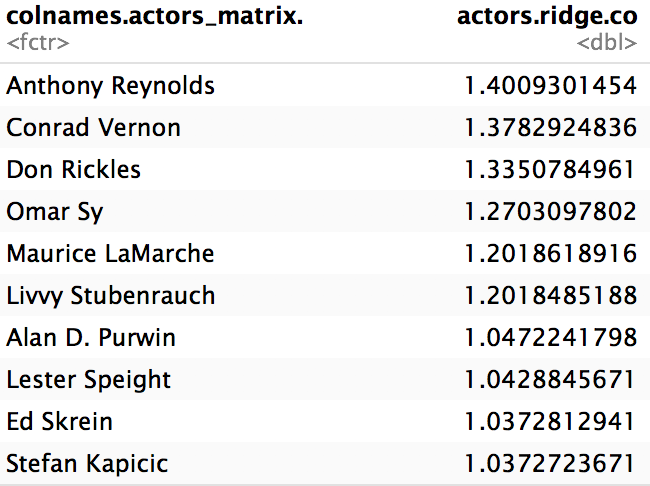 colnames.actors_matrix. actors.ridge.co
<fctr> <dbl>
Anthony Reynolds 1.4009301454
Conrad Vernon 1.3782924836
Don Rickles 1.3350784961
Omar Sy 1.2703097802
Maurice LaMarche 1.2018618916
Livvy Stubenrauch 1.2018485188
Alan D. Purwin 1.0472241798
Lester Speight 1.0428845671
Ed Skrein 1.0372812941
Stefan Kapicic 1.0372723671